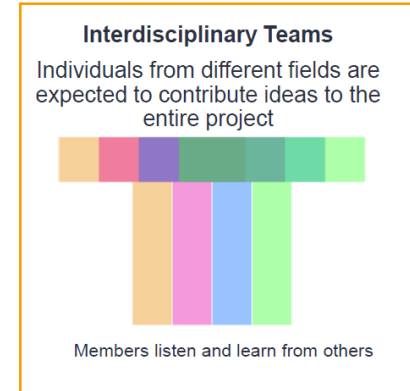 Interdisciplinary Teams
Individuals from different fields are
expected to contribute ideas to the
entire project
Members listen and learn from others